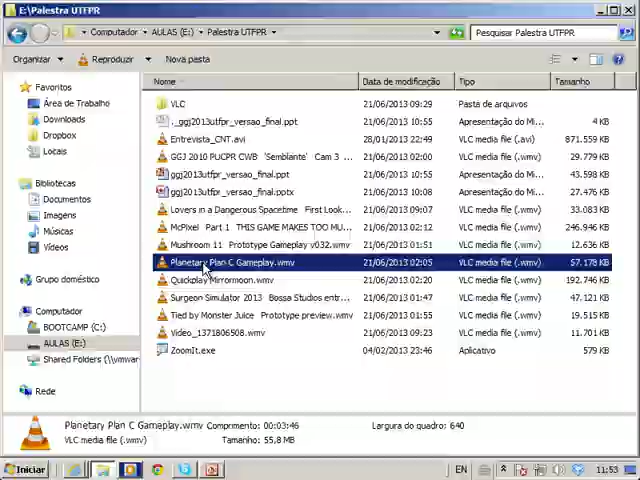 E:\Palestra UTFPR
Computador ▸ AULAS (E:) ▸ Palestra UTFPR
Pesquisar Palestra UTFPR
Organizar Reproduzir Nova pasta
Nome Data de modificação Tipo Tamanho
Favoritos
Área de Trabalho
Downloads
Dropbox
Locais
Bibliotecas
Documentos
Imagens
Músicas
Vídeos
Grupo doméstico
Computador
BOOTCAMP (C:)
AULAS (E:)
Shared Folders (\\vmwar
Rede
VLC 21/06/2013 09:29 Pasta de arquivos
._ggj2013utfpr_versao_final.ppt 21/06/2013 10:55 Apresentação do Mi... 4 KB
Entrevista_CNT.avi 28/01/2013 22:49 VLC media file (.avi) 871.559 KB
GGJ 2010 PUCPR CWB 'Semblante' Cam 3 ... 21/06/2013 02:00 VLC media file (.wmv) 29.779 KB
ggj2013utfpr_versao_final.ppt 21/06/2013 10:55 Apresentação do Mi... 43.598 KB
ggj2013utfpr_versao_final.pptx 21/06/2013 10:08 Apresentação do Mi... 27.476 KB
Lovers in a Dangerous Spacetime First Look... 21/06/2013 09:07 VLC media file (.wmv) 33.083 KB
McPixel Part 1 THIS GAME MAKES TOO MU... 21/06/2013 02:12 VLC media file (.wmv) 246.946 KB
Mushroom 11 Prototype Gameplay v032.wmv 21/06/2013 01:51 VLC media file (.wmv) 12.636 KB
Planetary Plan C Gameplay.wmv 21/06/2013 02:05 VLC media file (.wmv) 57.178 KB
Quickplay Mirrormoon.wmv 21/06/2013 02:20 VLC media file (.wmv) 192.746 KB
Surgeon Simulator 2013 Bossa Studios entr... 21/06/2013 01:47 VLC media file (.wmv) 47.121 KB
Tied by Monster Juice Prototype preview.wmv 21/06/2013 01:55 VLC media file (.wmv) 19.515 KB
Video_1371806508.wmv 21/06/2013 09:23 VLC media file (.wmv) 11.701 KB
ZoomIt.exe 04/02/2013 23:46 Aplicativo 579 KB
Planetary Plan C Gameplay.wmv Comprimento: 00:03:46 Largura do quadro: 640
VLC media file (.wmv) Tamanho: 55,8 MB
Iniciar EN 11:53